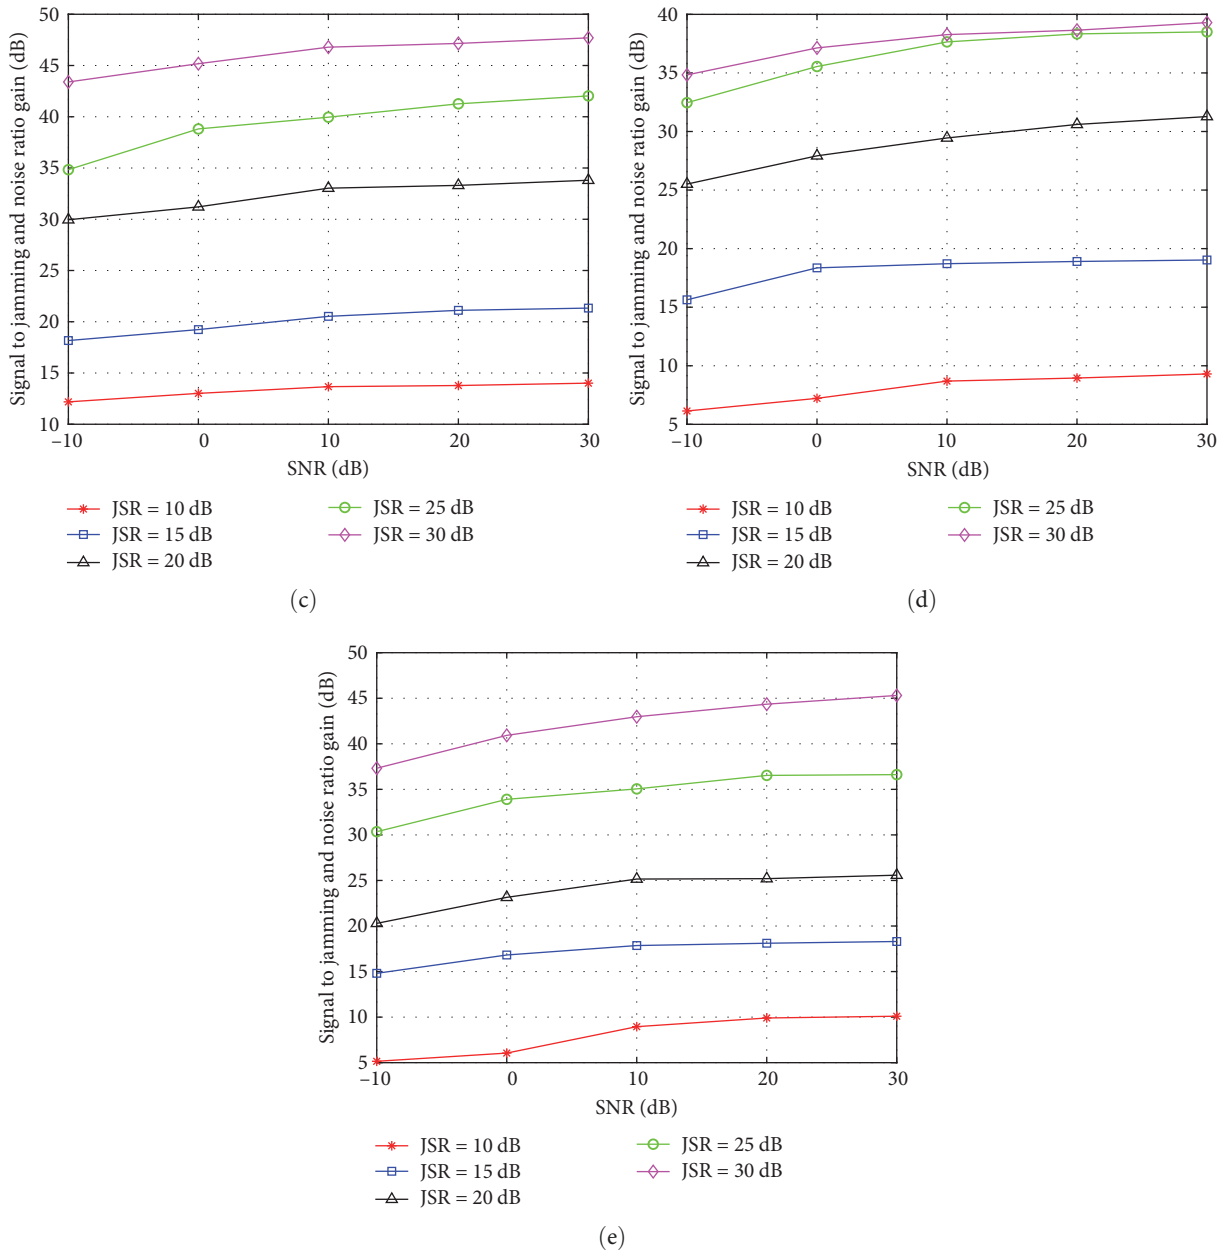 Signal to jamming and noise ratio gain (dB)
50
45
40
35
30
25
20
15
10
−10
0
10
20
30
SNR (dB)
JSR = 10 dB
JSR = 15 dB
JSR = 20 dB
JSR = 25 dB
JSR = 30 dB
(c)
Signal to jamming and noise ratio gain (dB)
40
35
30
25
20
15
10
5
−10
0
10
20
30
SNR (dB)
JSR = 10 dB
JSR = 15 dB
JSR = 20 dB
JSR = 25 dB
JSR = 30 dB
(d)
Signal to jamming and noise ratio gain (dB)
50
45
40
35
30
25
20
15
10
5
−10
0
10
20
30
SNR (dB)
JSR = 10 dB
JSR = 15 dB
JSR = 20 dB
JSR = 25 dB
JSR = 30 dB
(e)